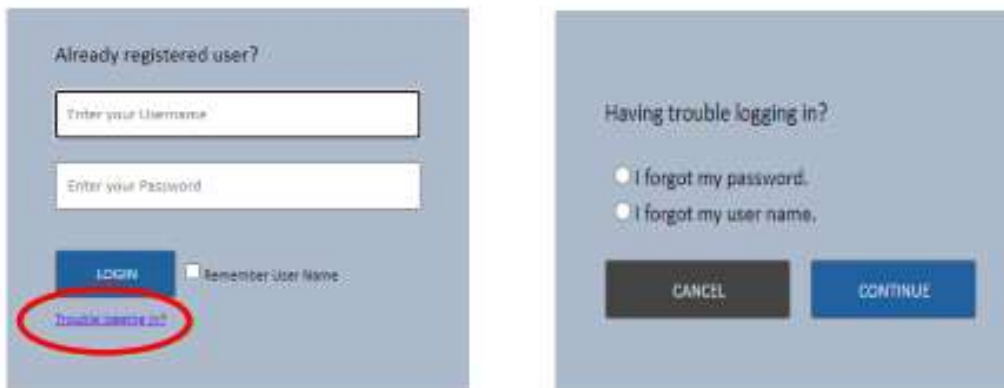 Already registered user?
Enter your Username
Enter your Password
LOGIN
Remember User Name
Trouble logging in?
Having trouble logging in?
I forgot my password.
I forgot my user name.
CANCEL
CONTINUE